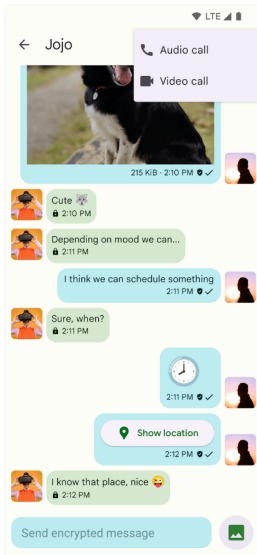 LTE
Jojo
Audio call
Video call
215 KiB · 2:10 PM
Cute 🐺
2:10 PM
Depending on mood we can...
2:11 PM
I think we can schedule something
2:11 PM
Sure, when?
2:11 PM
2:11 PM
Show location
2:12 PM
I know that place, nice 😜
2:12 PM
Send encrypted message